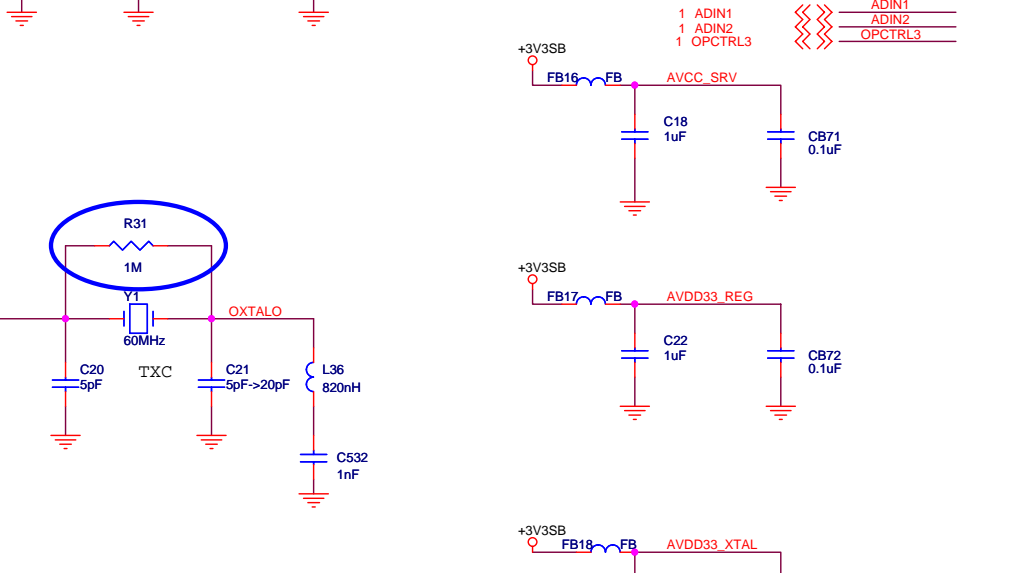 ADIN1
1 ADIN1
ADIN2
1 ADIN2
OPCTRL3
1 OPCTRL3
+3V3SB
FB16 FB AVCC_SRV
C18
1uF
CB71
0.1uF
R31
1M
Y1
60MHz
OXTALO
TXC
C20
5pF
C21
5pF->20pF
L36
820nH
C532
1nF
+3V3SB
FB17 FB AVDD33_REG
C22
1uF
CB72
0.1uF
+3V3SB
FB18 FB AVDD33_XTAL